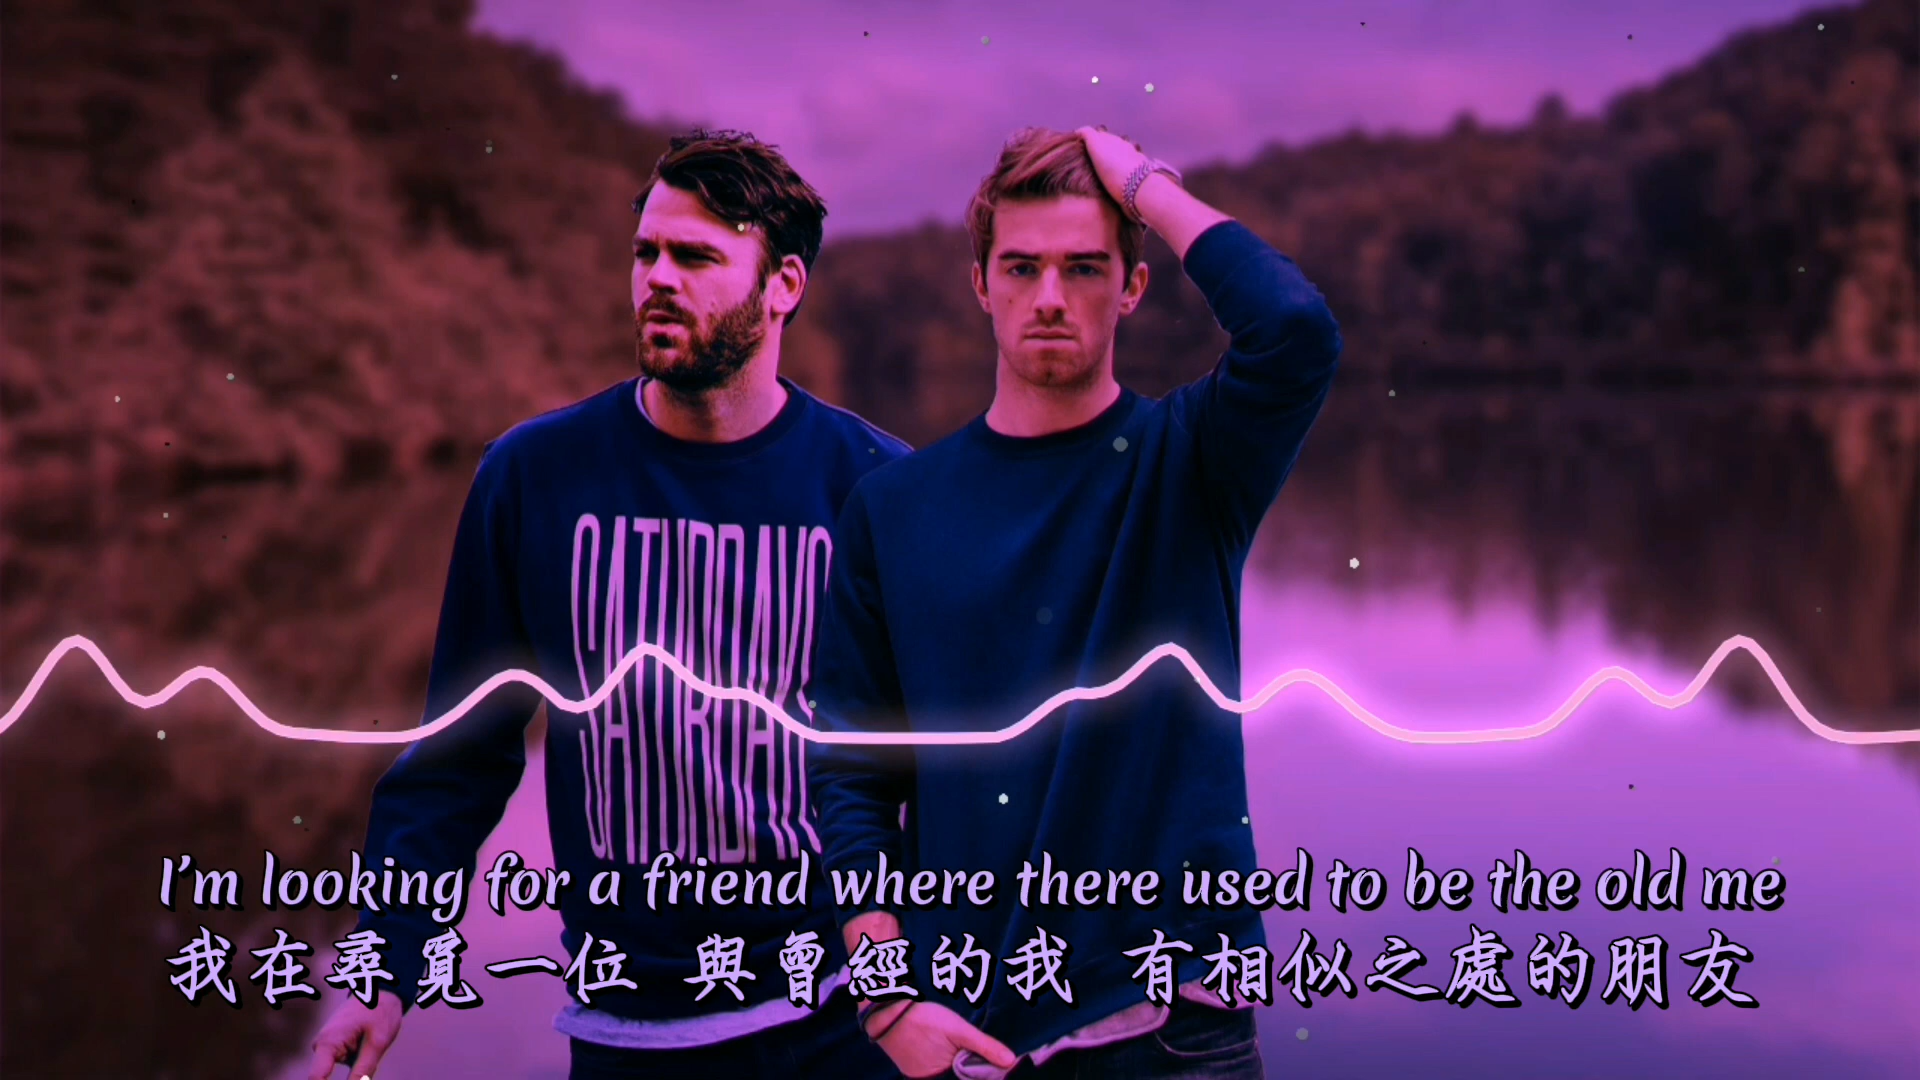 SATURDAYS
I'm looking for a friend where there used to be the old me
我在尋覓一位 與曾經的我 有相似之處的朋友